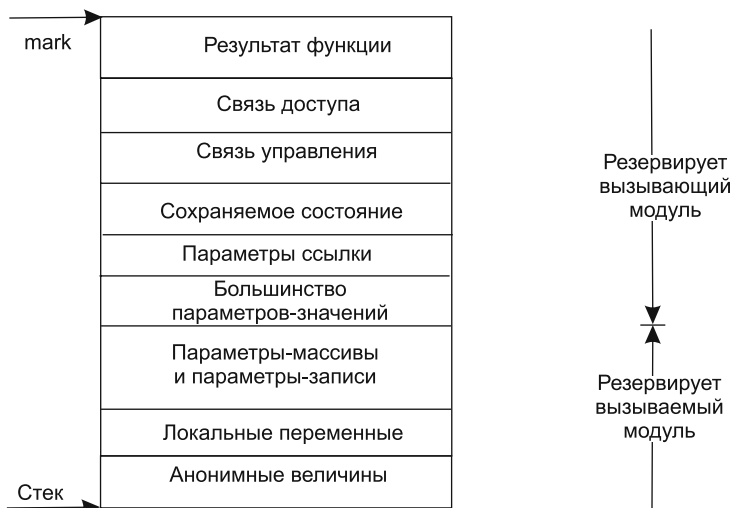 mark
Результат функции
Связь доступа
Связь управления
Сохраняемое состояние
Параметры ссылки
Большинство
параметров-значений
Параметры-массивы
и параметры-записи
Локальные переменные
Анонимные величины
Стек
Резервирует
вызывающий
модуль
Резервирует
вызываемый
модуль